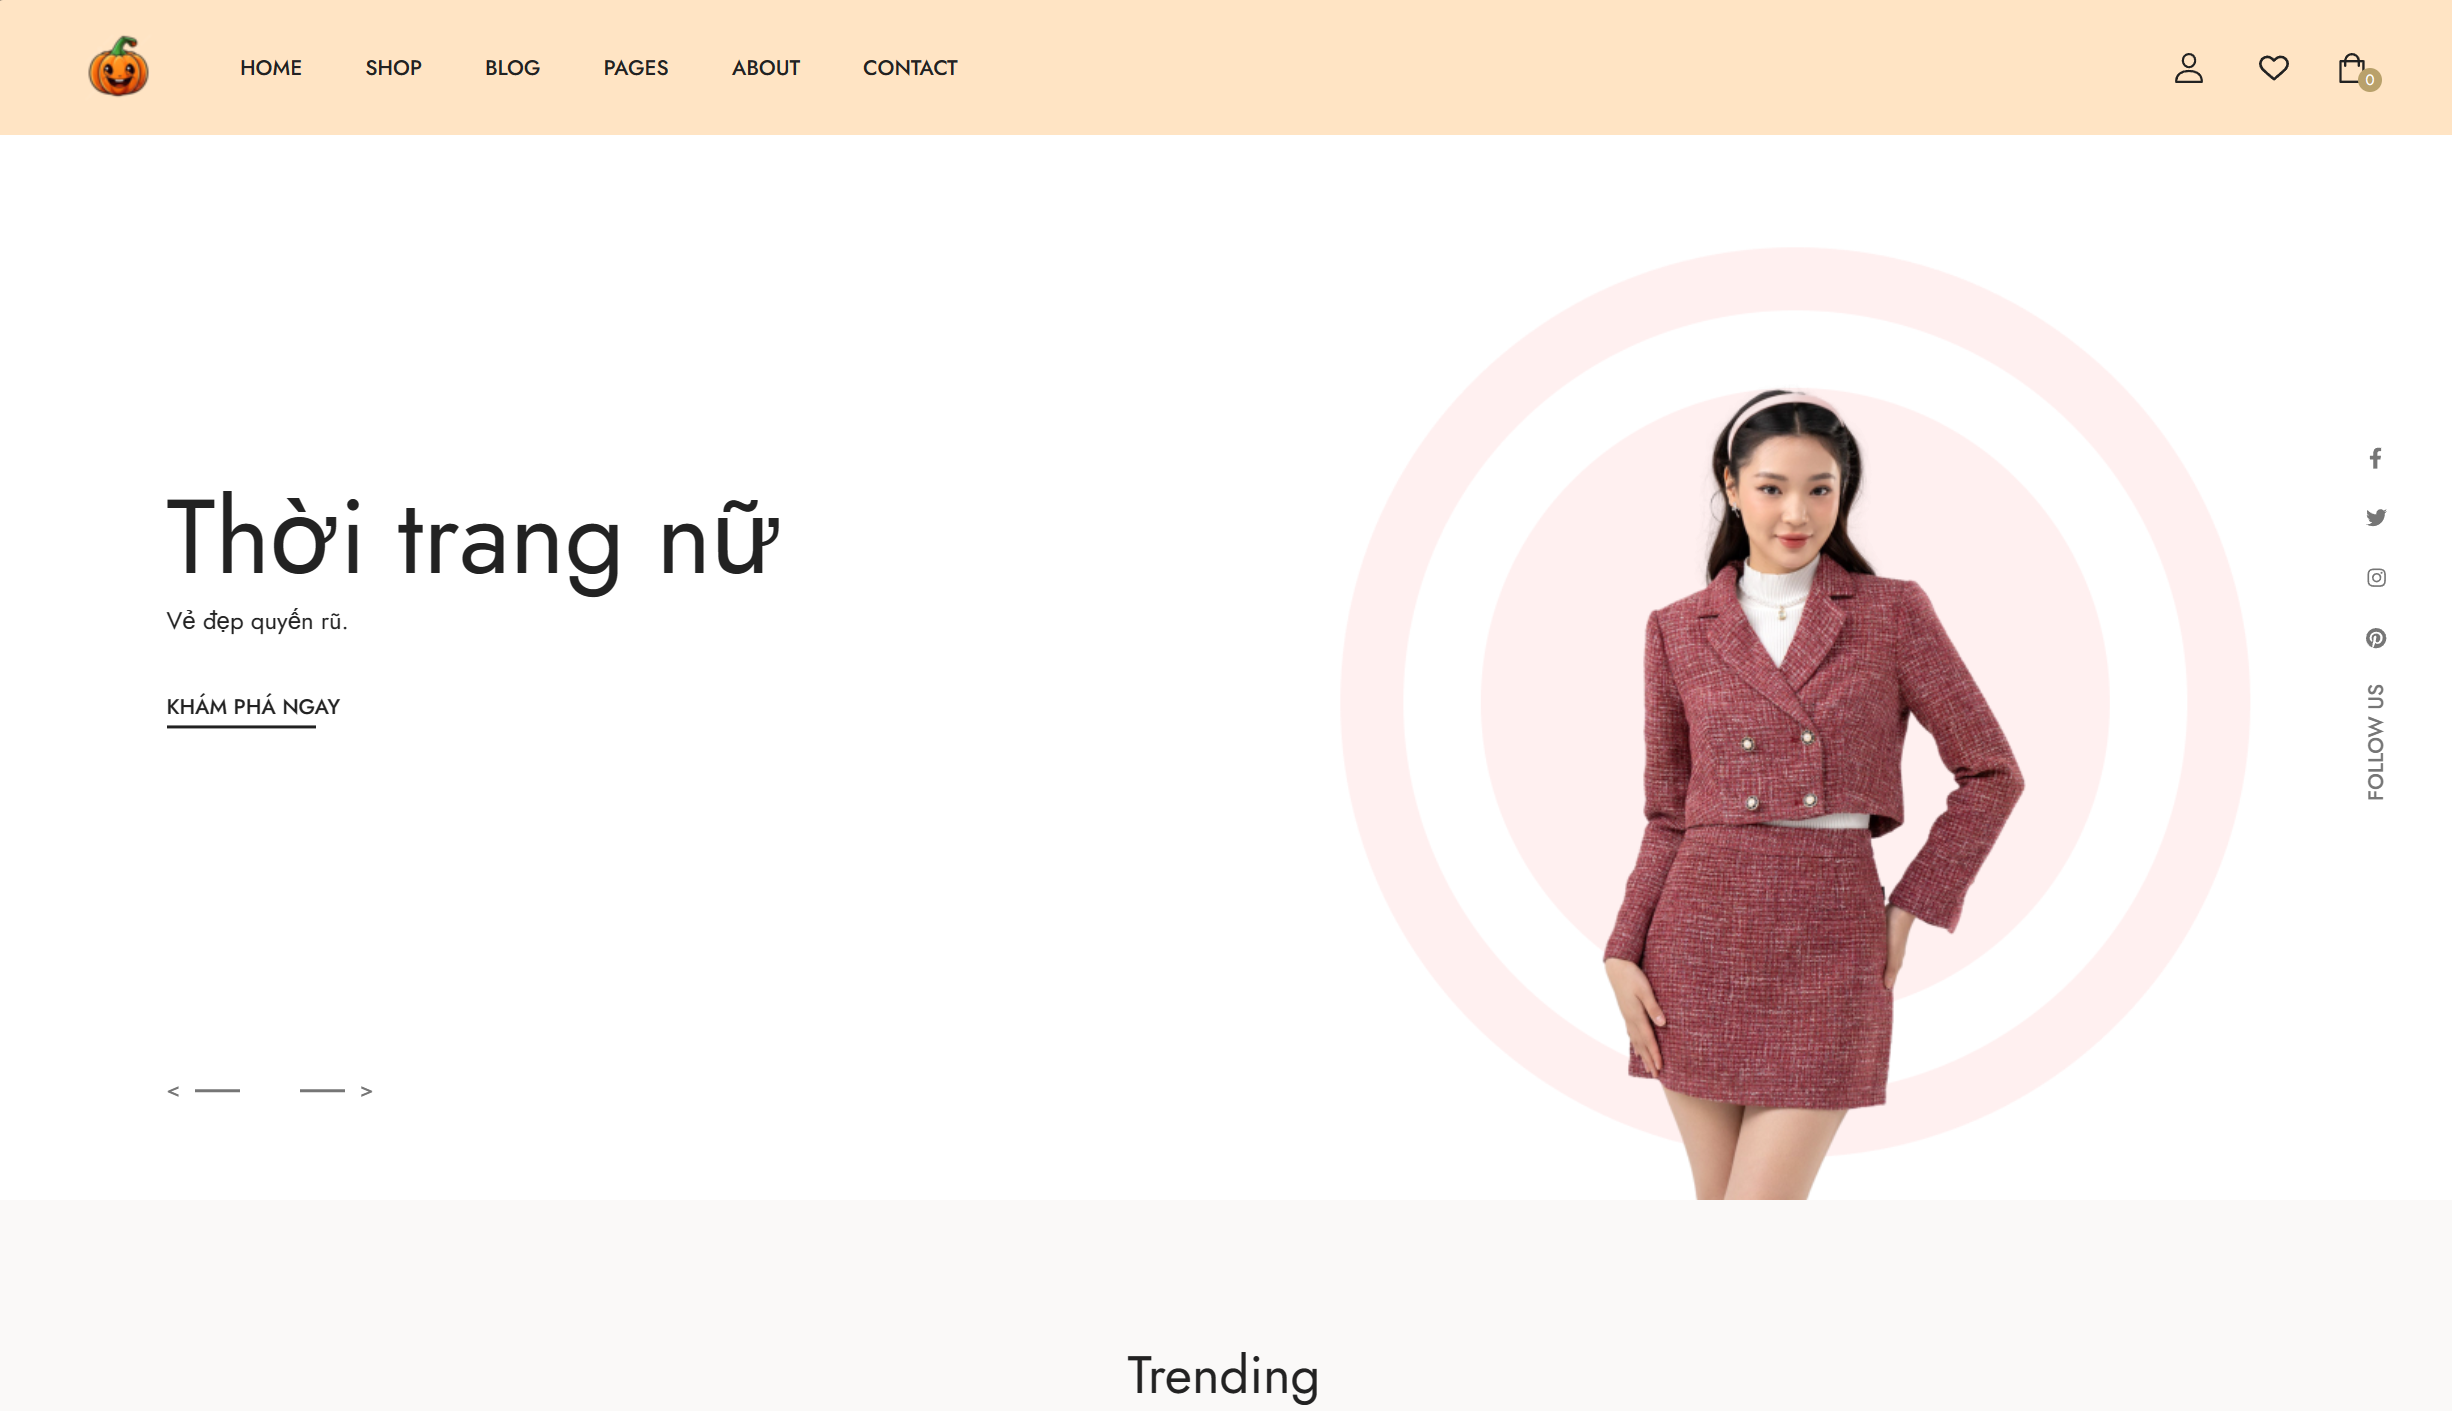 HOME SHOP BLOG PAGES ABOUT CONTACT
0
Thời trang nữ
Vẻ đẹp quyến rũ.
KHÁM PHÁ NGAY
< >
FOLLOW US
Trending